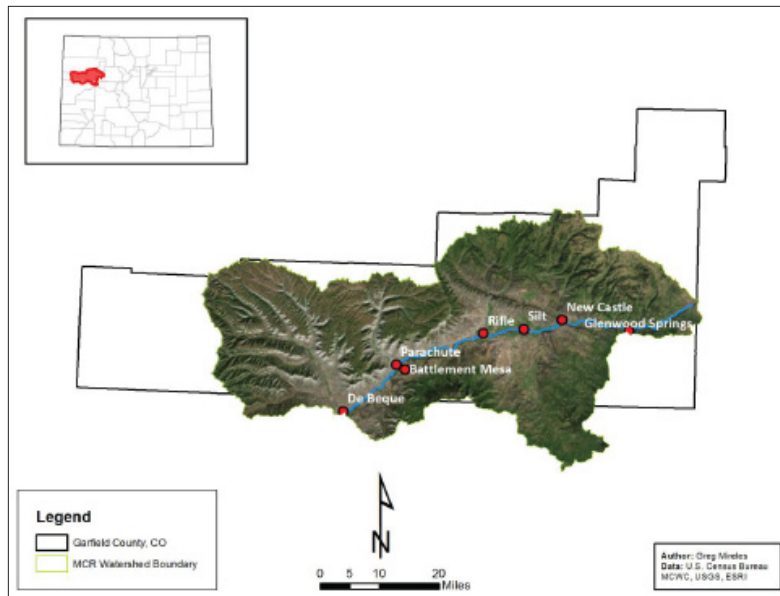 New Castle
Silt
Rifle
Glenwood Springs
Parachute
Battlement Mesa
De Beque
N
Legend
Garfield County, CO
MCR Watershed Boundary
0 5 10 20
Miles
Author: Greg Mireles
Data: U.S. Census Bureau
MCWC, USGS, ESRI